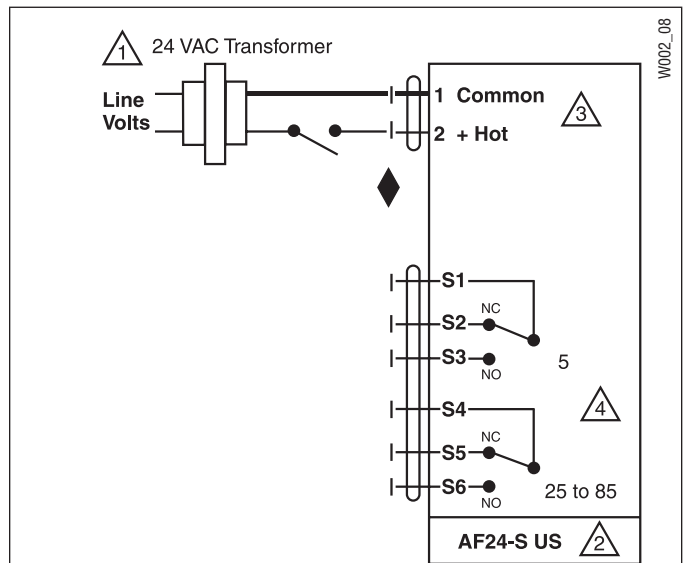 W002_08
1 24 VAC Transformer
Line
Volts
1 Common
2 + Hot
3
S1
NC
S2
S3
NO
5
S4
4
NC
S5
S6
NO
25 to 85
AF24-S US 2